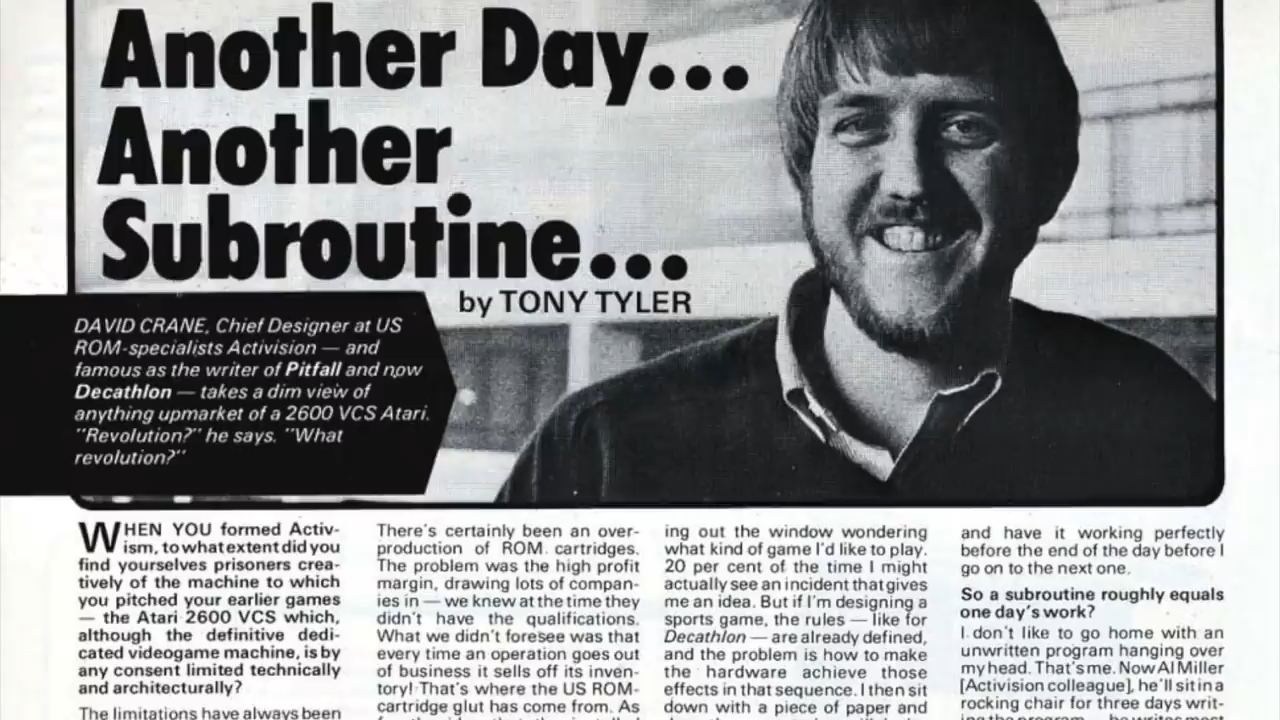 Another Day...
Another
Subroutine...
by TONY TYLER
DAVID CRANE, Chief Designer at US
ROM-specialists Activision — and
famous as the writer of Pitfall and now
Decathlon — takes a dim view of
anything upmarket of a 2600 VCS Atari.
"Revolution?" he says. "What
revolution?"
WHEN YOU formed Activ-
ism, to what extent did you
find yourselves prisoners crea-
tively of the machine to which
you pitched your earlier games
— the Atari 2600 VCS which,
although the definitive dedi-
cated videogame machine, is by
any consent limited technically
and architecturally?
The limitations have always been
There's certainly been an over-
production of ROM cartridges.
The problem was the high profit
margin, drawing lots of compan-
ies in — we knew at the time they
didn't have the qualifications.
What we didn't foresee was that
every time an operation goes out
of business it sells off its inven-
tory! That's where the US ROM-
cartridge glut has come from. As
ing out the window wondering
what kind of game I'd like to play.
20 per cent of the time I might
actually see an incident that gives
me an idea. But if I'm designing a
sports game, the rules — like for
Decathlon — are already defined,
and the problem is how to make
the hardware achieve those
effects in that sequence. I then sit
down with a piece of paper and
and have it working perfectly
before the end of the day before I
go on to the next one.
So a subroutine roughly equals
one day's work?
I don't like to go home with an
unwritten program hanging over
my head. That's me. Now Al Miller
[Activision colleague], he'll sit in a
rocking chair for three days writ-